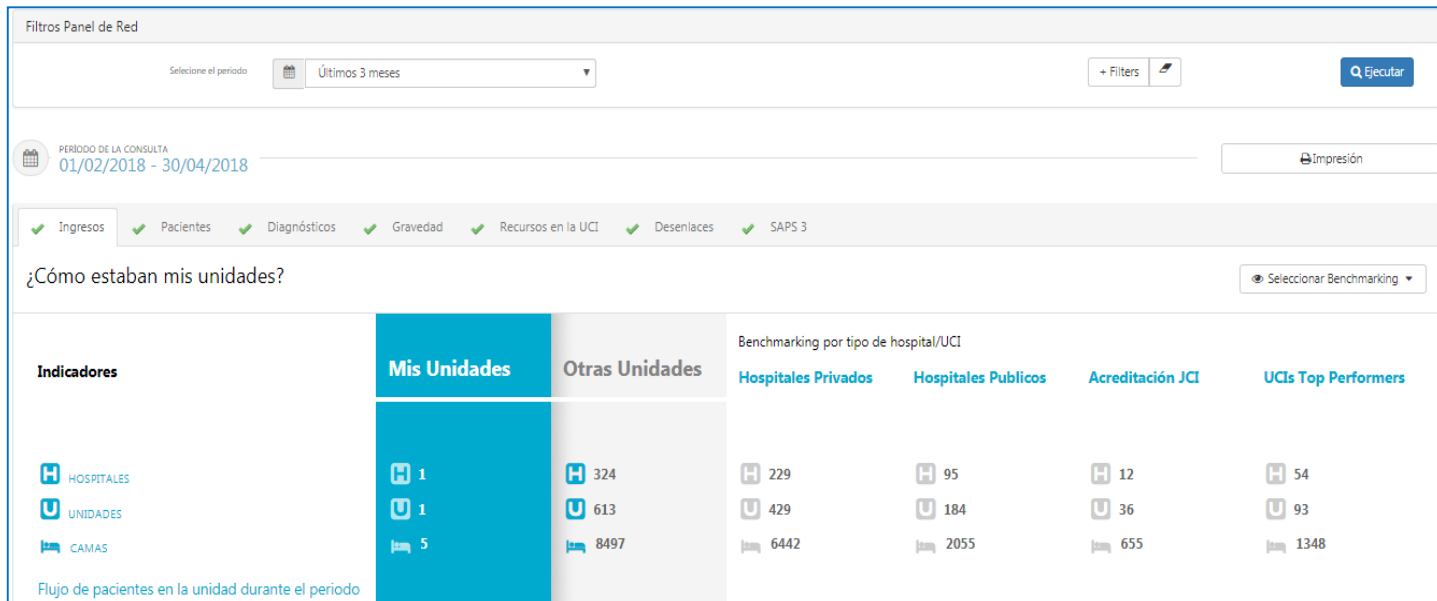 Filtros Panel de Red
Selecione el periodo Últimos 3 meses + Filters Ejecutar
PERÍODO DE LA CONSULTA
01/02/2018 - 30/04/2018 Impresión
Ingresos Pacientes Diagnósticos Gravedad Recursos en la UCI Desenlaces SAPS 3
¿Cómo estaban mis unidades? Seleccionar Benchmarking
Benchmarking por tipo de hospital/UCI
Indicadores Mis Unidades Otras Unidades Hospitales Privados Hospitales Publicos Acreditación JCI UCIs Top Performers
H HOSPITALES H 1 H 324 H 229 H 95 H 12 H 54
U UNIDADES U 1 U 613 U 429 U 184 U 36 U 93
CAMAS 5 8497 6442 2055 655 1348
Flujo de pacientes en la unidad durante el periodo